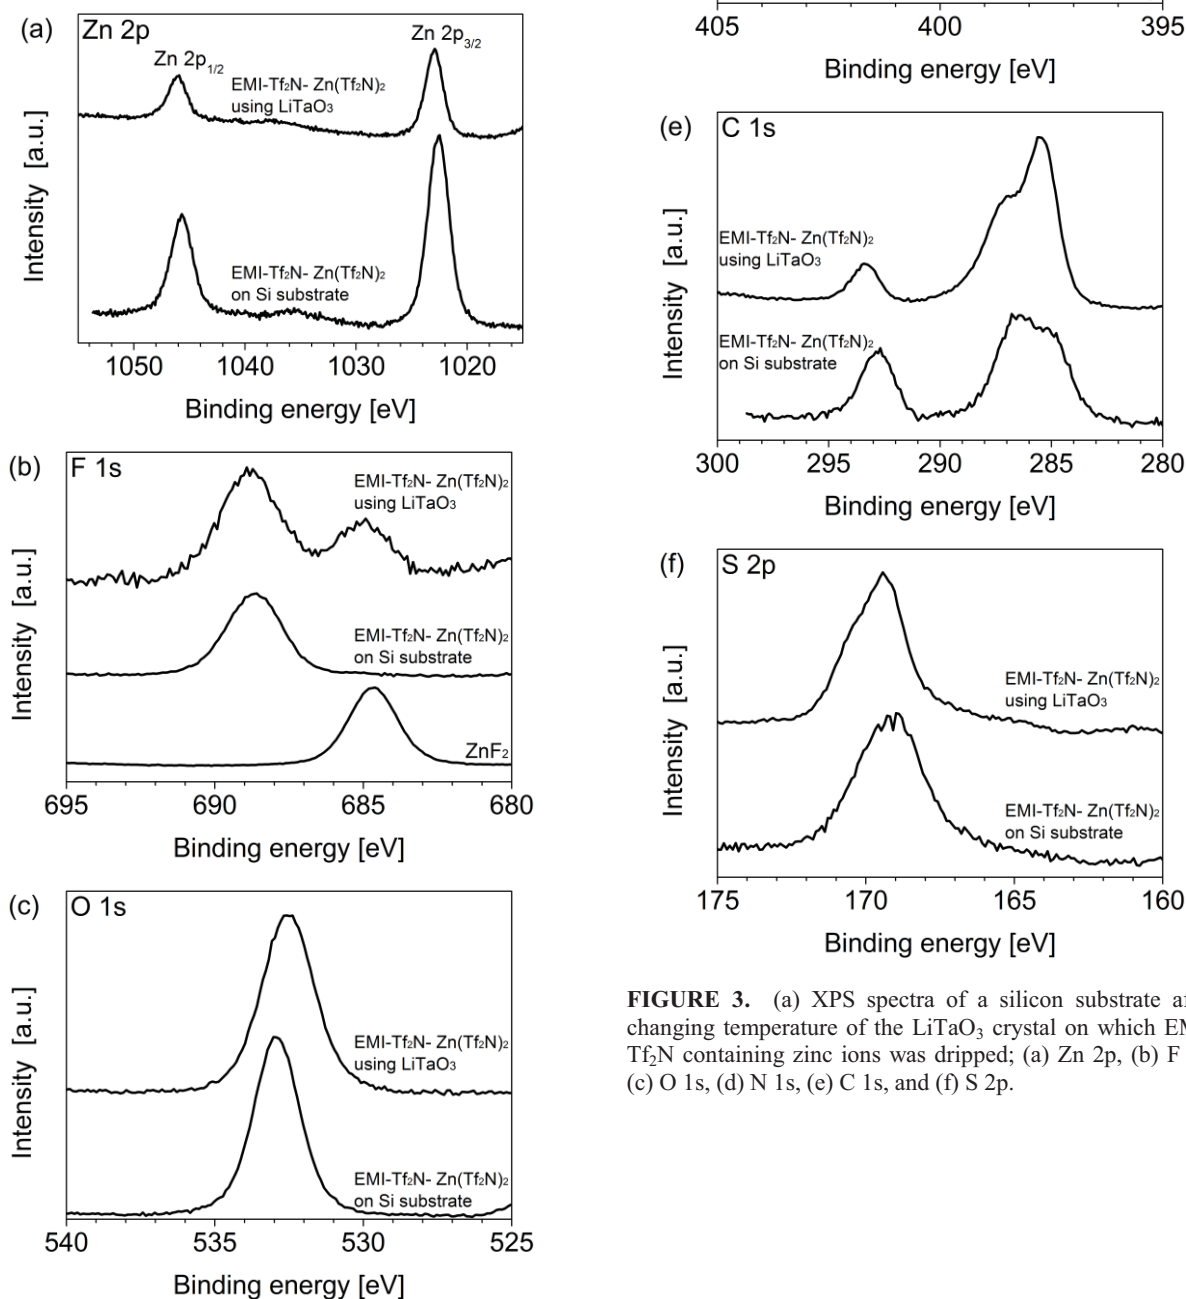 (a)
Zn 2p
Zn 2p1/2
Zn 2p3/2
EMI-Tf2N- Zn(Tf2N)2
using LiTaO3
EMI-Tf2N- Zn(Tf2N)2
on Si substrate
Intensity [a.u.]
1050 1040 1030 1020
Binding energy [eV]
(b)
F 1s
EMI-Tf2N- Zn(Tf2N)2
using LiTaO3
EMI-Tf2N- Zn(Tf2N)2
on Si substrate
ZnF2
Intensity [a.u.]
695 690 685 680
Binding energy [eV]
(c)
O 1s
EMI-Tf2N- Zn(Tf2N)2
using LiTaO3
EMI-Tf2N- Zn(Tf2N)2
on Si substrate
Intensity [a.u.]
540 535 530 525
Binding energy [eV]
405 400 395
Binding energy [eV]
(e)
C 1s
EMI-Tf2N- Zn(Tf2N)2
using LiTaO3
EMI-Tf2N- Zn(Tf2N)2
on Si substrate
Intensity [a.u.]
300 295 290 285 280
Binding energy [eV]
(f)
S 2p
EMI-Tf2N- Zn(Tf2N)2
using LiTaO3
EMI-Tf2N- Zn(Tf2N)2
on Si substrate
Intensity [a.u.]
175 170 165 160
Binding energy [eV]
FIGURE 3. (a) XPS spectra of a silicon substrate af
changing temperature of the LiTaO3 crystal on which EM
Tf2N containing zinc ions was dripped; (a) Zn 2p, (b) F
(c) O 1s, (d) N 1s, (e) C 1s, and (f) S 2p.